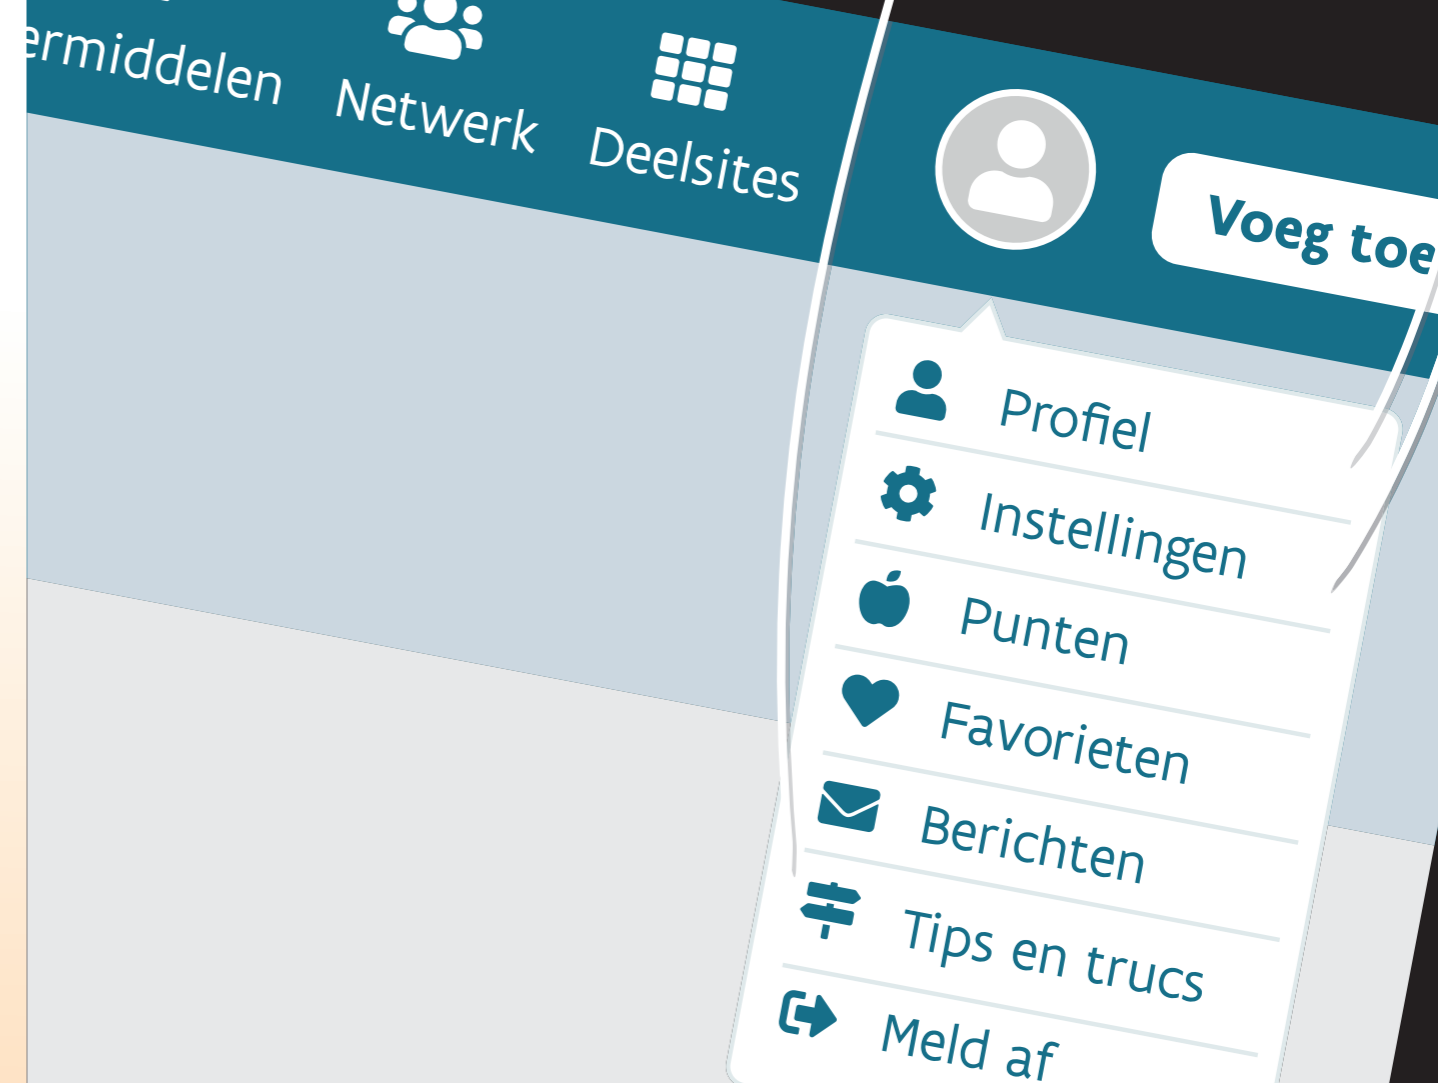 ermiddelen
Netwerk
Deelsites
Voeg toe
Profiel
Instellingen
Punten
Favorieten
Berichten
Tips en trucs
Meld af